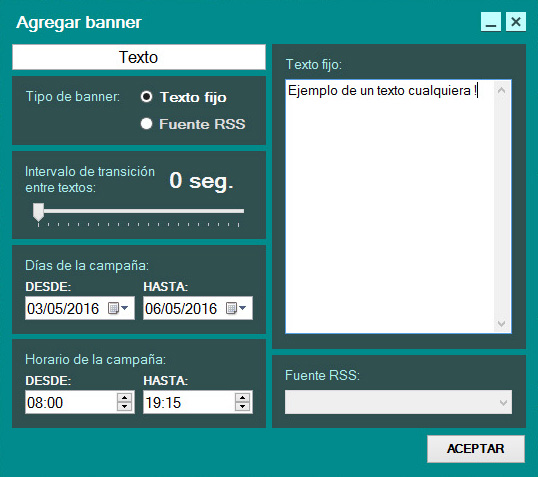 Agregar banner
Texto
Tipo de banner:
Texto fijo
Fuente RSS
Intervalo de transición
entre textos:
0 seg.
Días de la campaña:
DESDE:
HASTA:
03/05/2016
06/05/2016
Horario de la campaña:
DESDE:
HASTA:
08:00
19:15
Texto fijo:
Ejemplo de un texto cualquiera !
Fuente RSS:
ACEPTAR